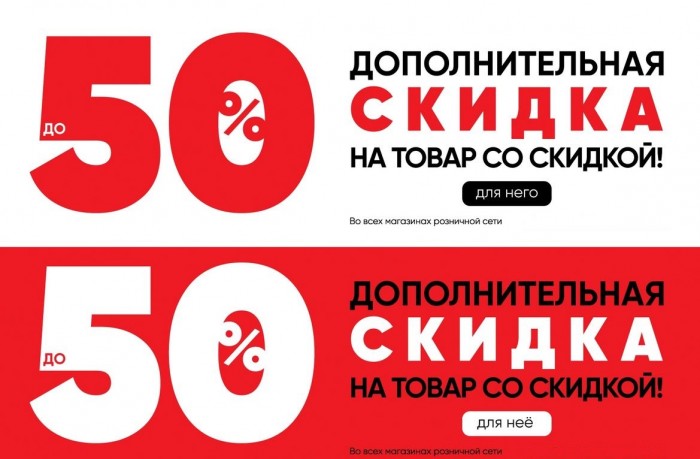 ДО 50%
ДОПОЛНИТЕЛЬНАЯ
СКИДКА
НА ТОВАР СО СКИДКОЙ!
для него
Во всех магазинах розничной сети
ДО 50%
ДОПОЛНИТЕЛЬНАЯ
СКИДКА
НА ТОВАР СО СКИДКОЙ!
для неё
Во всех магазинах розничной сети